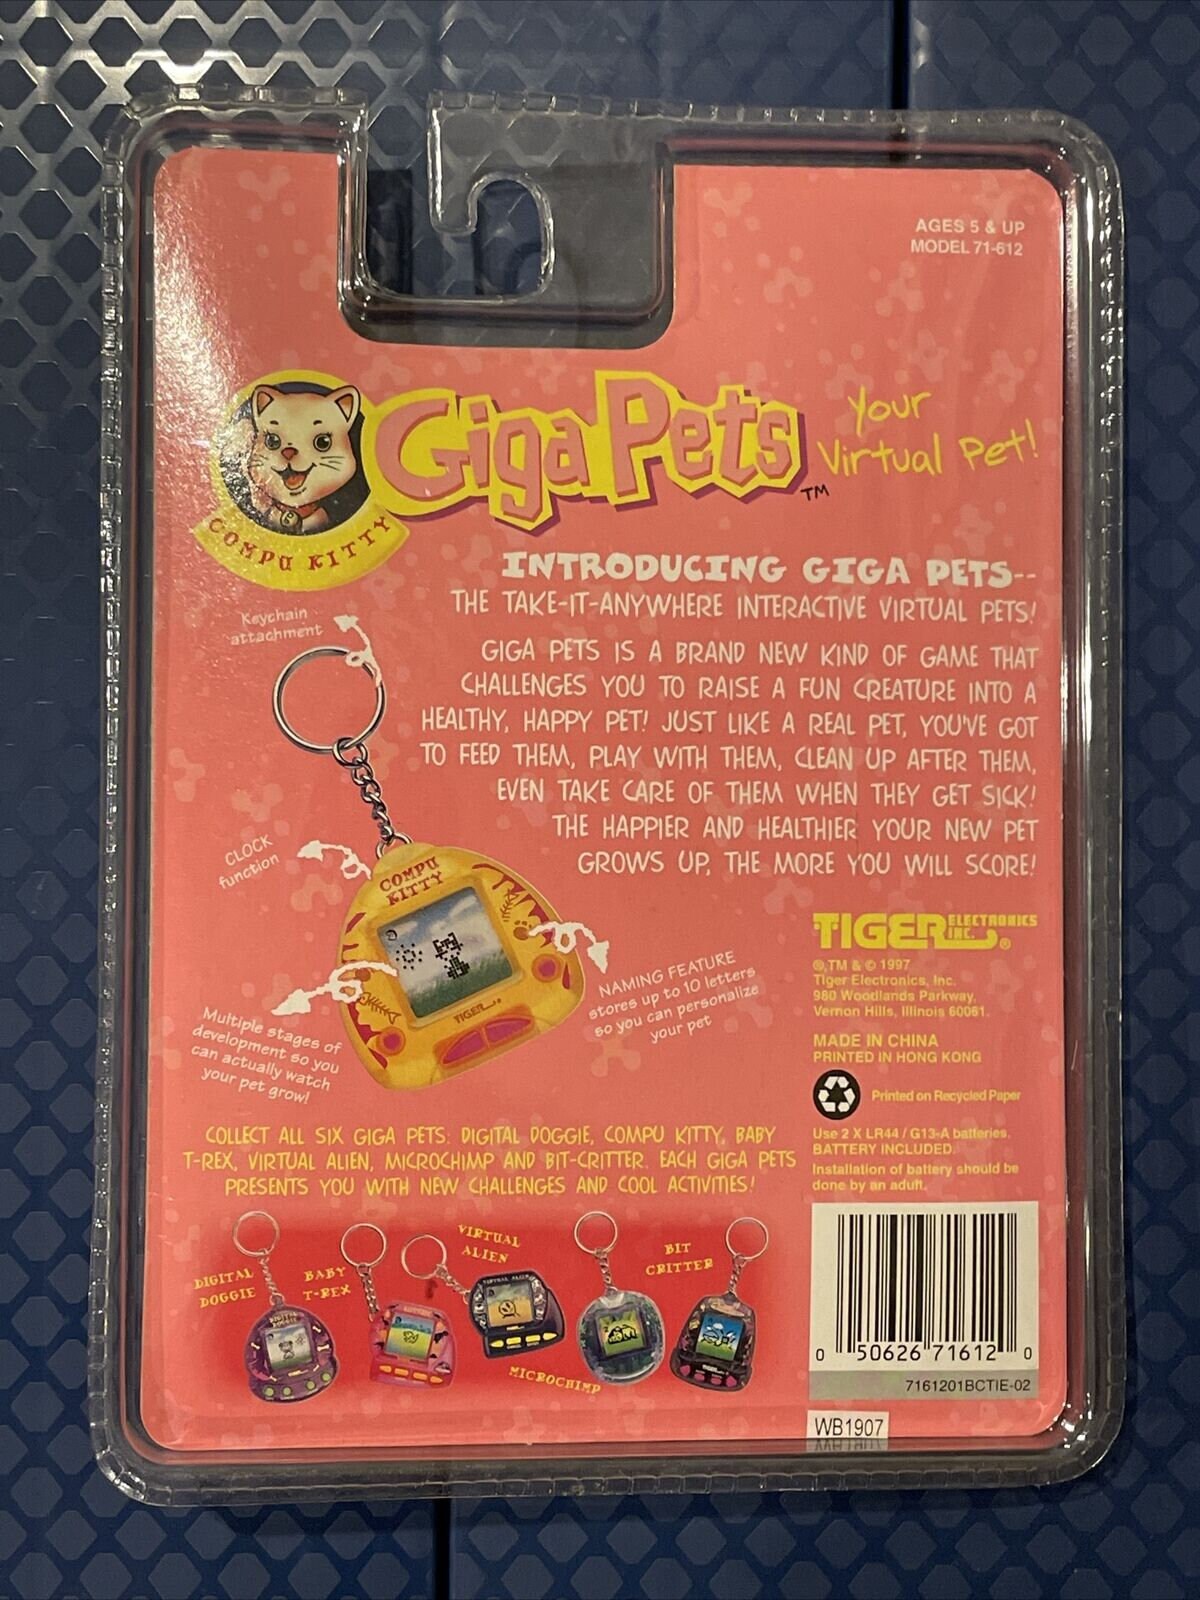 AGES 5 & UP
MODEL 71-612
COMPU KITTY
Giga Pets
TM
Your
Virtual Pet!
INTRODUCING GIGA PETS--
THE TAKE-IT-ANYWHERE INTERACTIVE VIRTUAL PETS!
GIGA PETS IS A BRAND NEW KIND OF GAME THAT
CHALLENGES YOU TO RAISE A FUN CREATURE INTO A
HEALTHY, HAPPY PET! JUST LIKE A REAL PET, YOU'VE GOT
TO FEED THEM, PLAY WITH THEM, CLEAN UP AFTER THEM,
EVEN TAKE CARE OF THEM WHEN THEY GET SICK!
THE HAPPIER AND HEALTHIER YOUR NEW PET
GROWS UP, THE MORE YOU WILL SCORE!
Keychain
attachment
CLOCK
function
COMPU
KITTY
TIGER
NAMING FEATURE
stores up to 10 letters
so you can personalize
your pet
Multiple stages of
development so you
can actually watch
your pet grow!
TIGER ELECTRONICS INC. ®
®, TM & © 1997
Tiger Electronics, Inc.
980 Woodlands Parkway,
Vernon Hills, Illinois 60061.
MADE IN CHINA
PRINTED IN HONG KONG
Printed on Recycled Paper
Use 2 X LR44 / G13-A batteries.
BATTERY INCLUDED.
Installation of battery should be
done by an adult.
COLLECT ALL SIX GIGA PETS: DIGITAL DOGGIE, COMPU KITTY, BABY
T-REX, VIRTUAL ALIEN, MICROCHIMP AND BIT-CRITTER. EACH GIGA PETS
PRESENTS YOU WITH NEW CHALLENGES AND COOL ACTIVITIES!
DIGITAL
DOGGIE
BABY
T-REX
VIRTUAL
ALIEN
MICROCHIMP
BIT
CRITTER
0 50626 71612 0
7161201BCTIE-02
WB1907